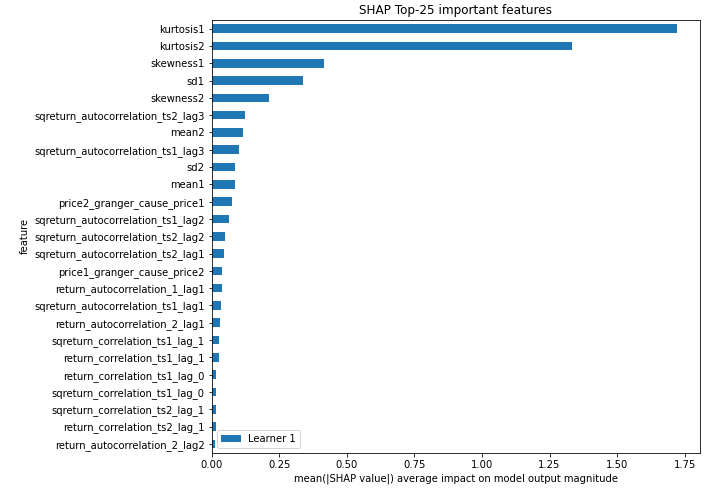 SHAP Top-25 important features
kurtosis1
kurtosis2
skewness1
sd1
skewness2
sqreturn_autocorrelation_ts2_lag3
mean2
sqreturn_autocorrelation_ts1_lag3
sd2
mean1
price2_granger_cause_price1
sqreturn_autocorrelation_ts1_lag2
sqreturn_autocorrelation_ts2_lag2
sqreturn_autocorrelation_ts2_lag1
price1_granger_cause_price2
return_autocorrelation_1_lag1
sqreturn_autocorrelation_ts1_lag1
return_autocorrelation_2_lag1
sqreturn_correlation_ts1_lag_1
return_correlation_ts1_lag_1
return_correlation_ts1_lag_0
sqreturn_correlation_ts1_lag_0
sqreturn_correlation_ts2_lag_1
return_correlation_ts2_lag_1
return_autocorrelation_2_lag2
feature
Learner 1
0.00 0.25 0.50 0.75 1.00 1.25 1.50 1.75
mean(|SHAP value|) average impact on model output magnitude